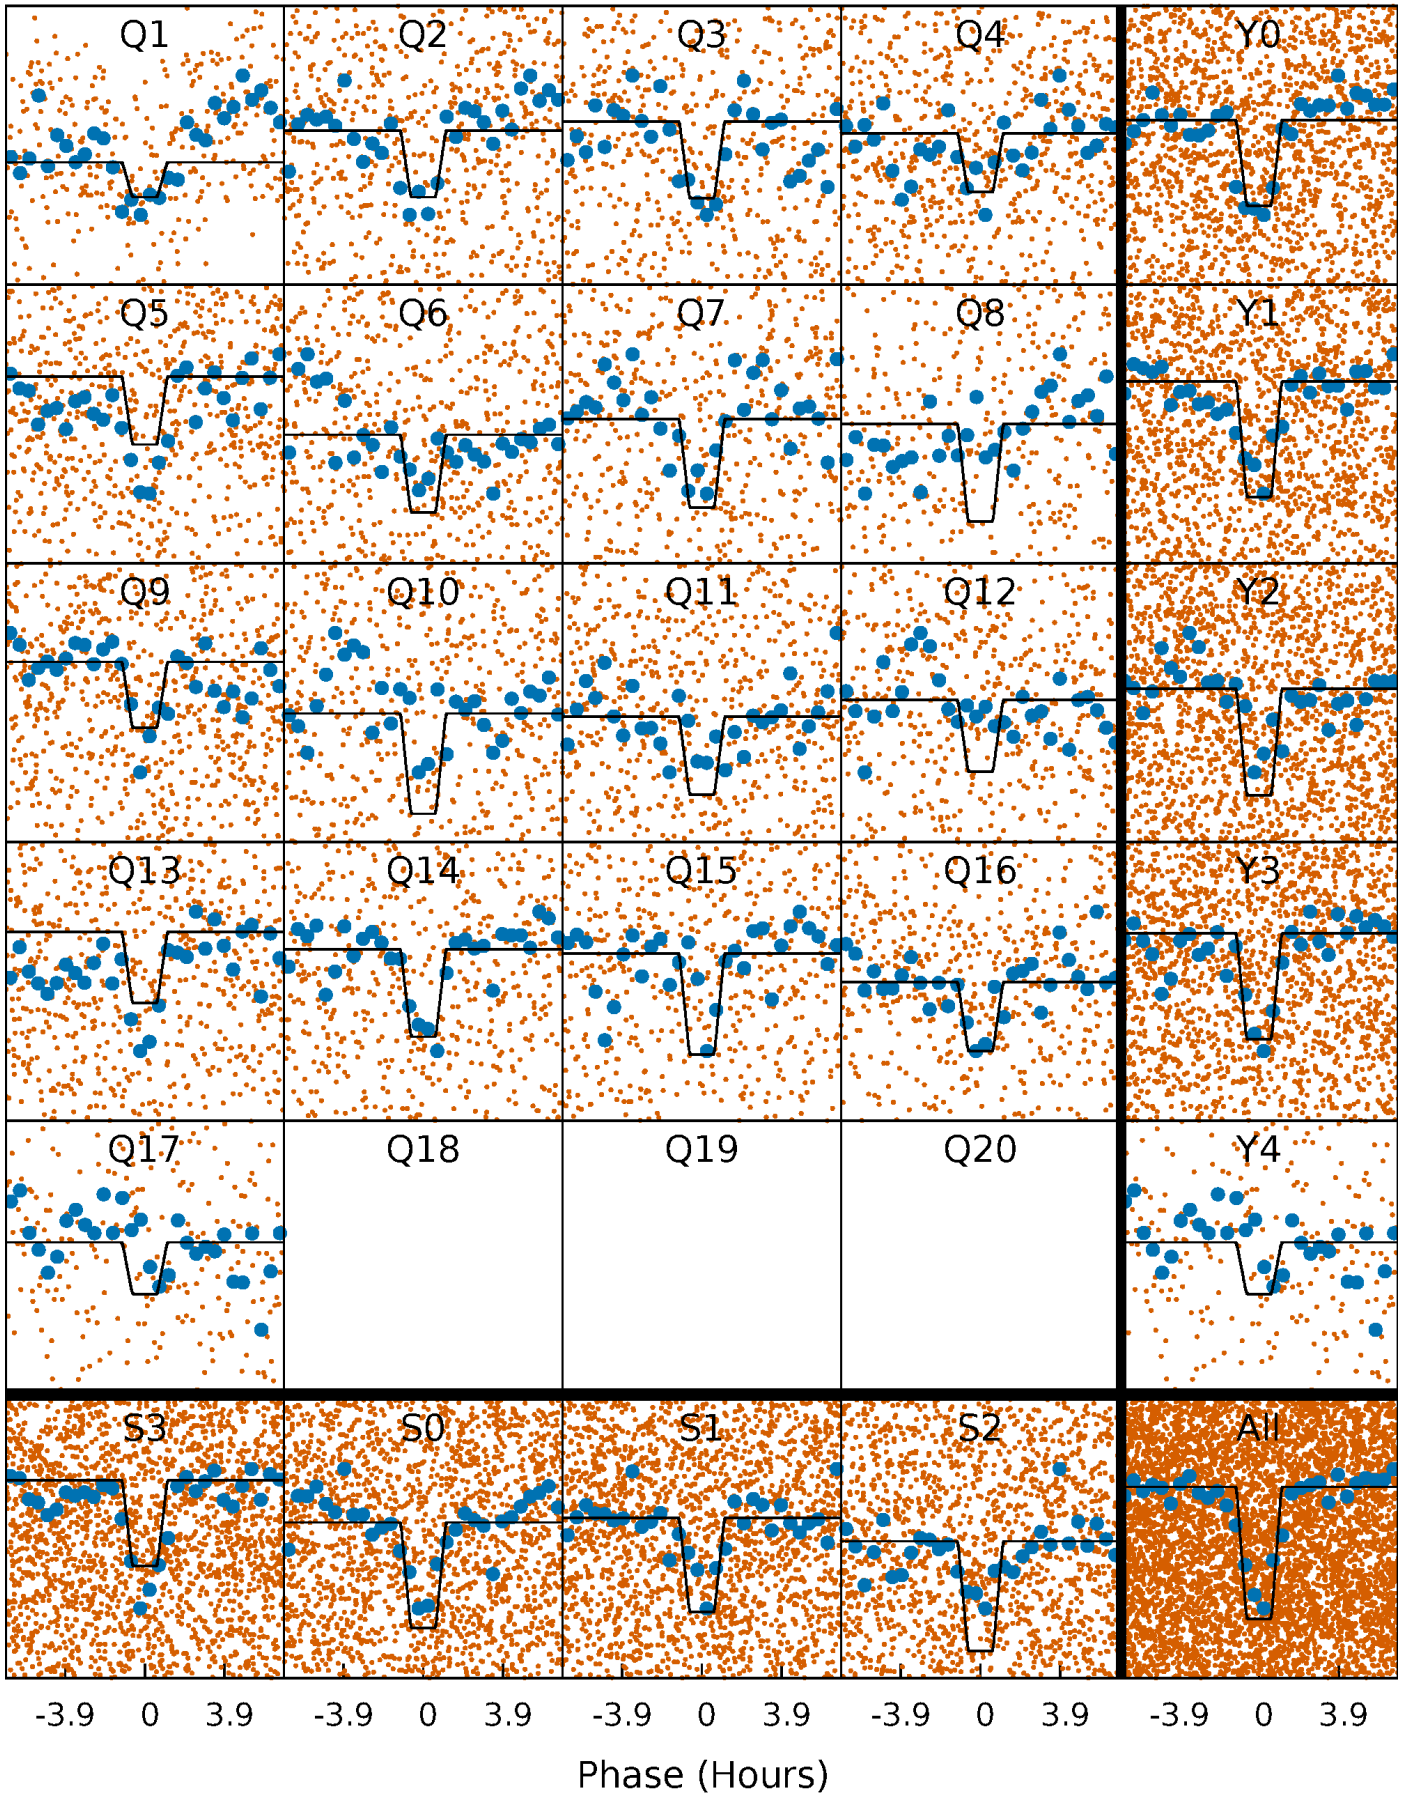 Q1 Q2 Q3 Q4 Y0
Q5 Q6 Q7 Q8 Y1
Q9 Q10 Q11 Q12 Y2
Q13 Q14 Q15 Q16 Y3
Q17 Q18 Q19 Q20 Y4
S3 S0 S1 S2 All
-3.9 0 3.9 -3.9 0 3.9 -3.9 0 3.9 -3.9 0 3.9 -3.9 0 3.9
Phase (Hours)